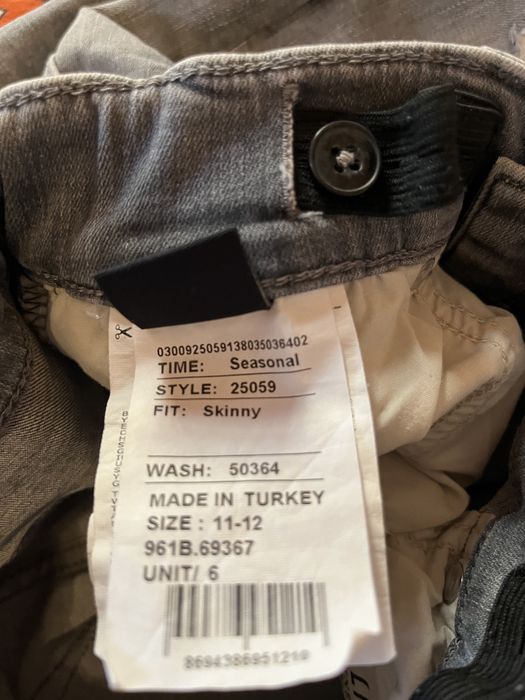 0300925059138035036402
TIME: Seasonal
STYLE: 25059
FIT: Skinny
WASH: 50364
MADE IN TURKEY
SIZE : 11-12
961B.69367
UNIT/ 6
8694386951219